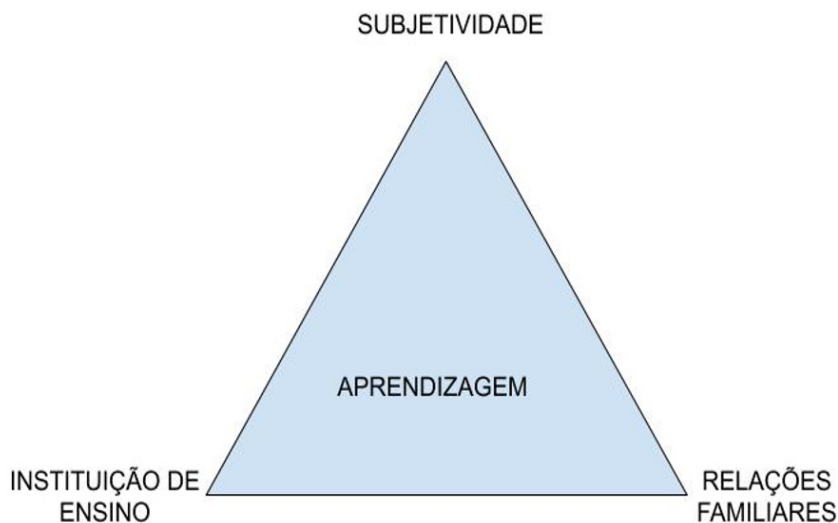 SUBJETIVIDADE
APRENDIZAGEM
INSTITUIÇÃO DE
ENSINO
RELAÇÕES
FAMILIARES